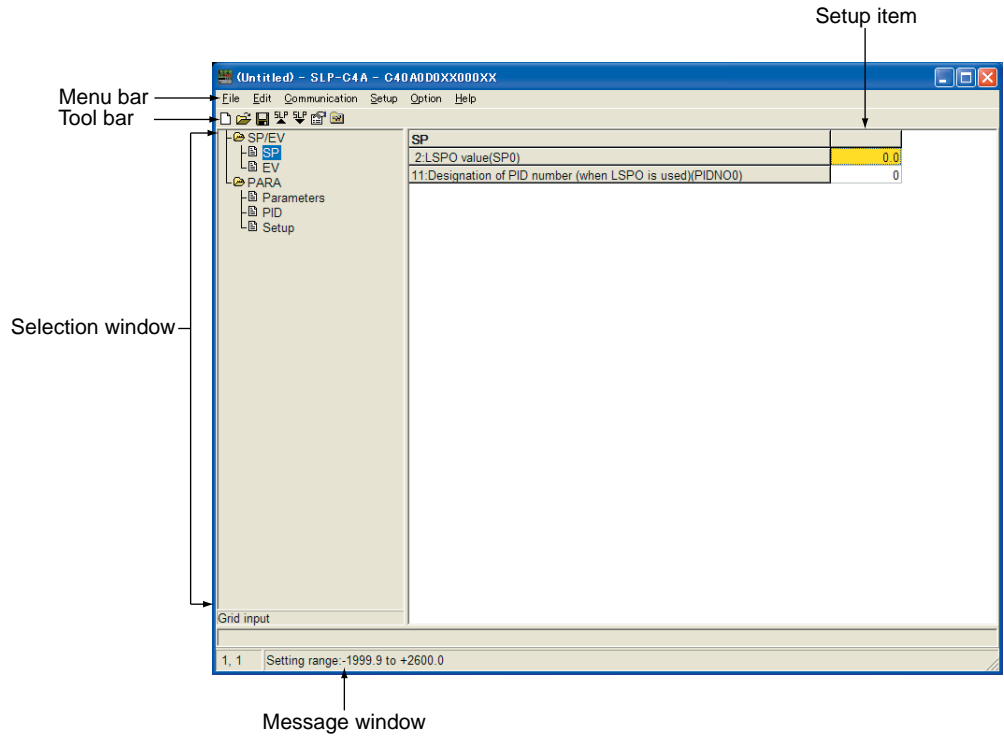 Setup item
(Untitled) - SLP-C4A - C40A0D0XX000XX
Menu bar
File Edit Communication Setup Option Help
Tool bar
SLP SLP
SP/EV
SP
EV
PARA
Parameters
PID
Setup
SP
2:LSPO value(SP0) 0.0
11:Designation of PID number (when LSPO is used)(PIDNO0) 0
Selection window
Grid input
1, 1 Setting range:-1999.9 to +2600.0
Message window